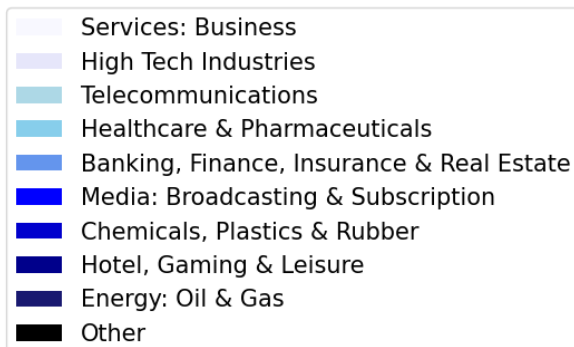 Services: Business
High Tech Industries
Telecommunications
Healthcare & Pharmaceuticals
Banking, Finance, Insurance & Real Estate
Media: Broadcasting & Subscription
Chemicals, Plastics & Rubber
Hotel, Gaming & Leisure
Energy: Oil & Gas
Other